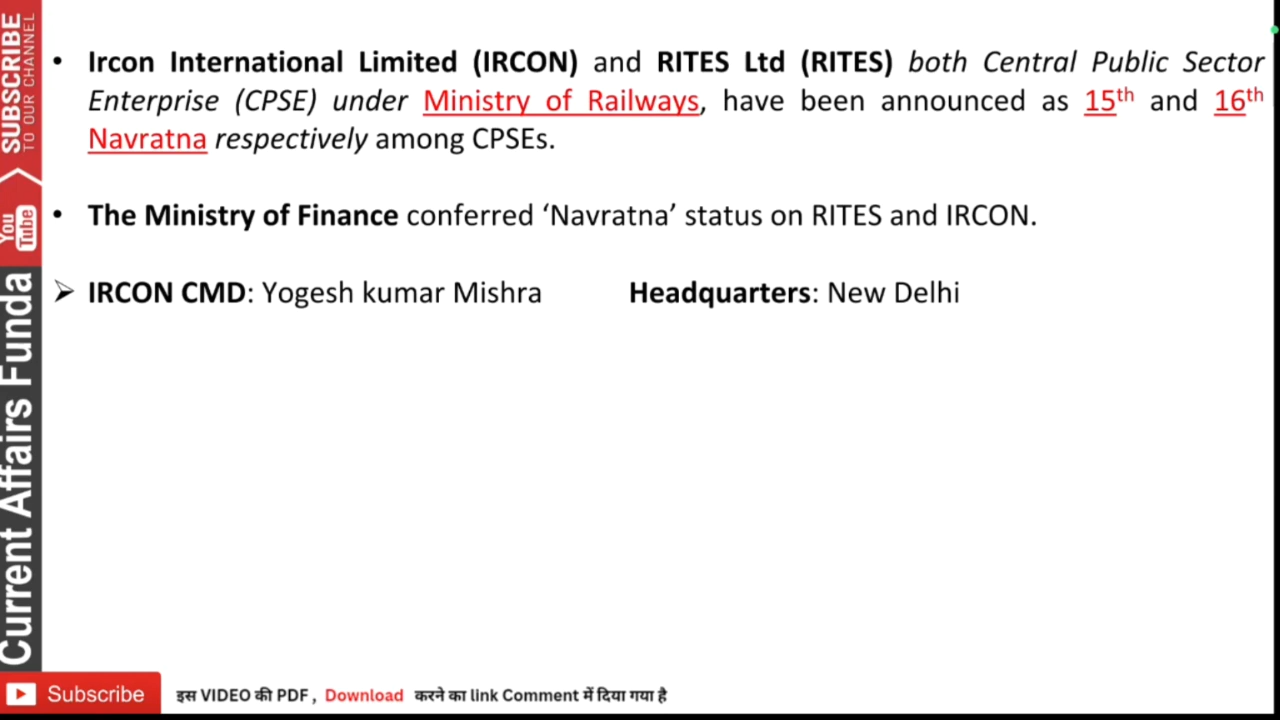 • Ircon International Limited (IRCON) and RITES Ltd (RITES) both Central Public Sector
Enterprise (CPSE) under Ministry of Railways, have been announced as 15th and 16th
Navratna respectively among CPSEs.
• The Ministry of Finance conferred ‘Navratna’ status on RITES and IRCON.
➢ IRCON CMD: Yogesh kumar Mishra Headquarters: New Delhi
SUBSCRIBE
TO OUR CHANNEL
You
Tube
Current Affairs Funda
Subscribe
इस VIDEO की PDF , Download करने का link Comment में दिया गया है